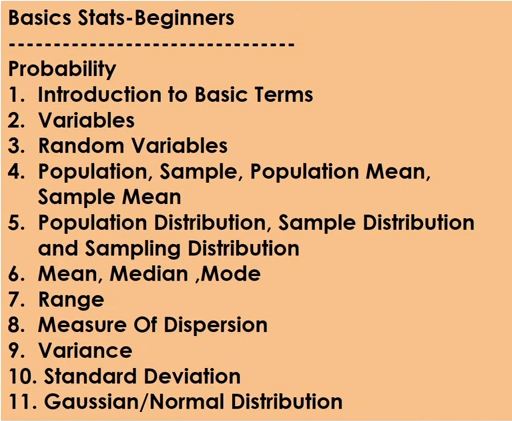 Basics Stats-Beginners
-------------------------------
Probability
1. Introduction to Basic Terms
2. Variables
3. Random Variables
4. Population, Sample, Population Mean,
Sample Mean
5. Population Distribution, Sample Distribution
and Sampling Distribution
6. Mean, Median ,Mode
7. Range
8. Measure Of Dispersion
9. Variance
10. Standard Deviation
11. Gaussian/Normal Distribution